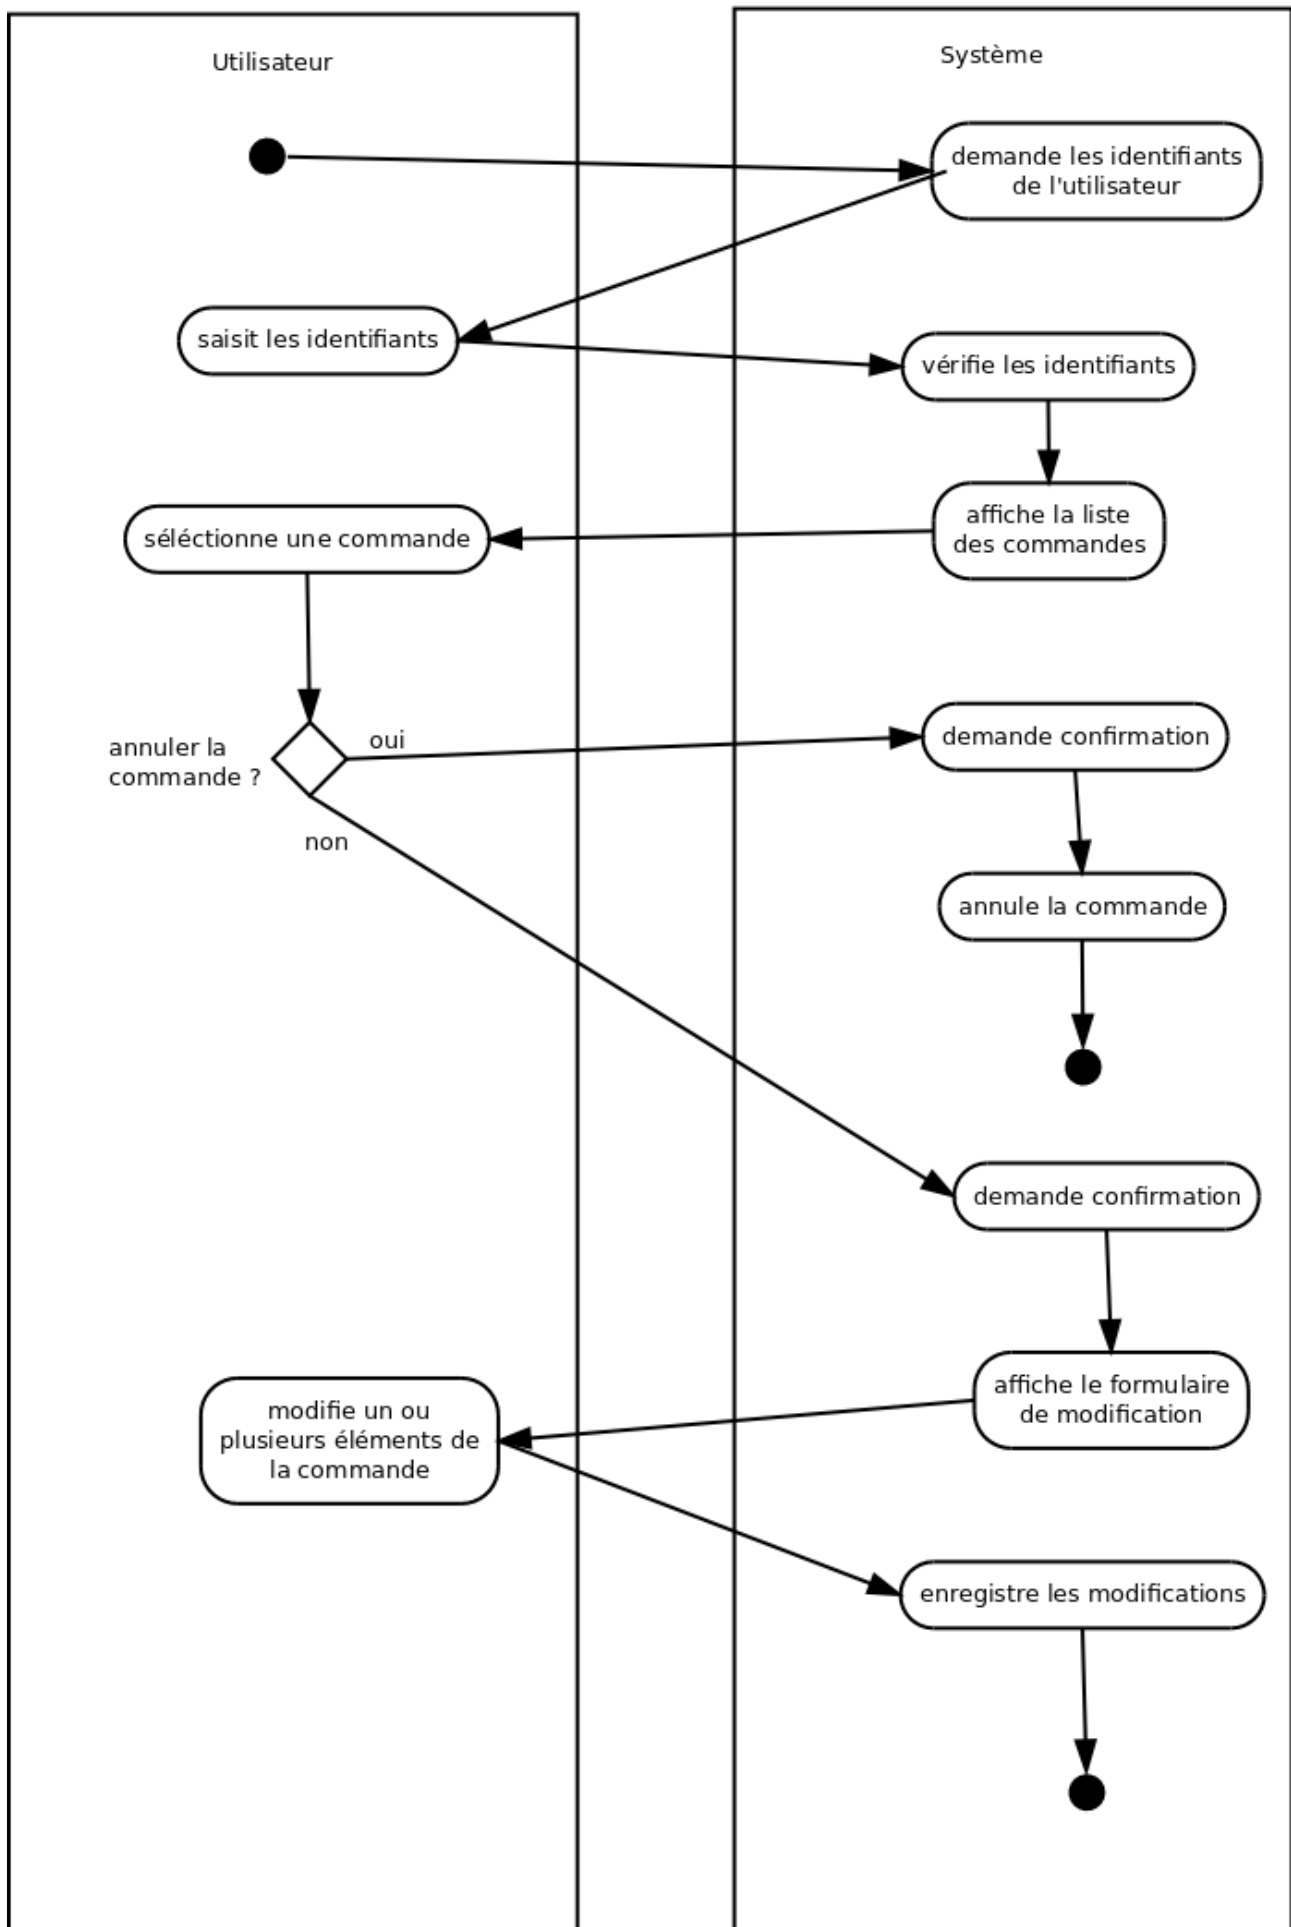 Utilisateur
Système
demande les identifiants
de l'utilisateur
saisit les identifiants
vérifie les identifiants
affiche la liste
des commandes
séléctionne une commande
annuler la
commande ?
oui
demande confirmation
non
annule la commande
demande confirmation
affiche le formulaire
de modification
modifie un ou
plusieurs éléments de
la commande
enregistre les modifications